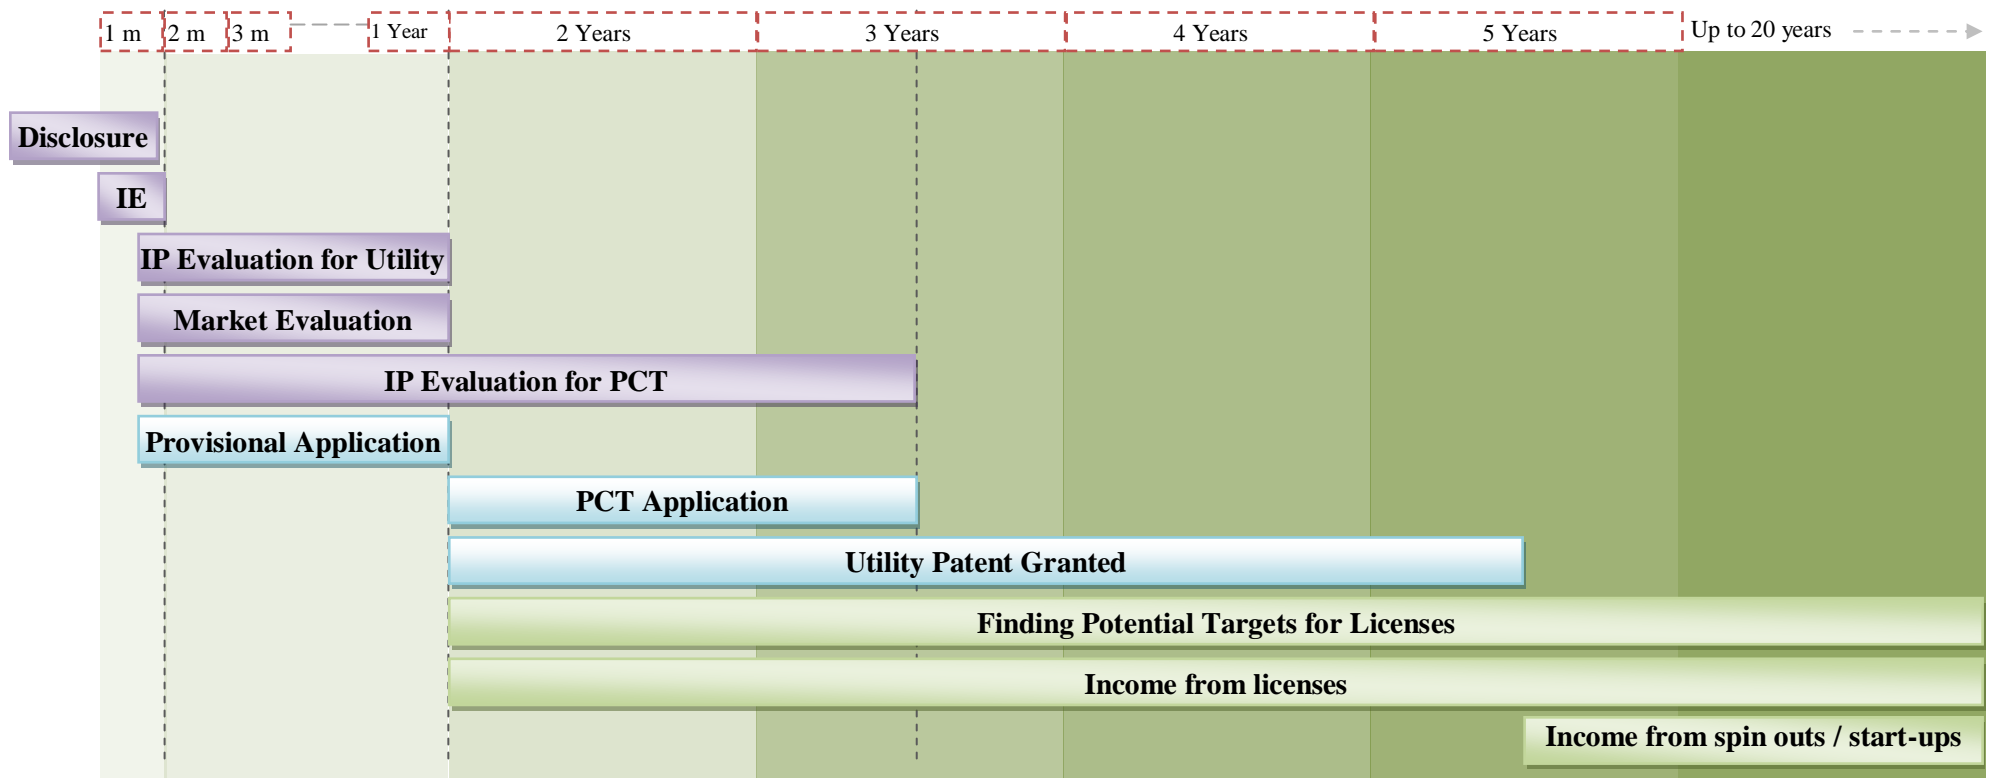 1 m 2 m 3 m 1 Year 2 Years 3 Years 4 Years 5 Years Up to 20 years
Disclosure
IE
IP Evaluation for Utility
Market Evaluation
IP Evaluation for PCT
Provisional Application
PCT Application
Utility Patent Granted
Finding Potential Targets for Licenses
Income from licenses
Income from spin outs / start-ups